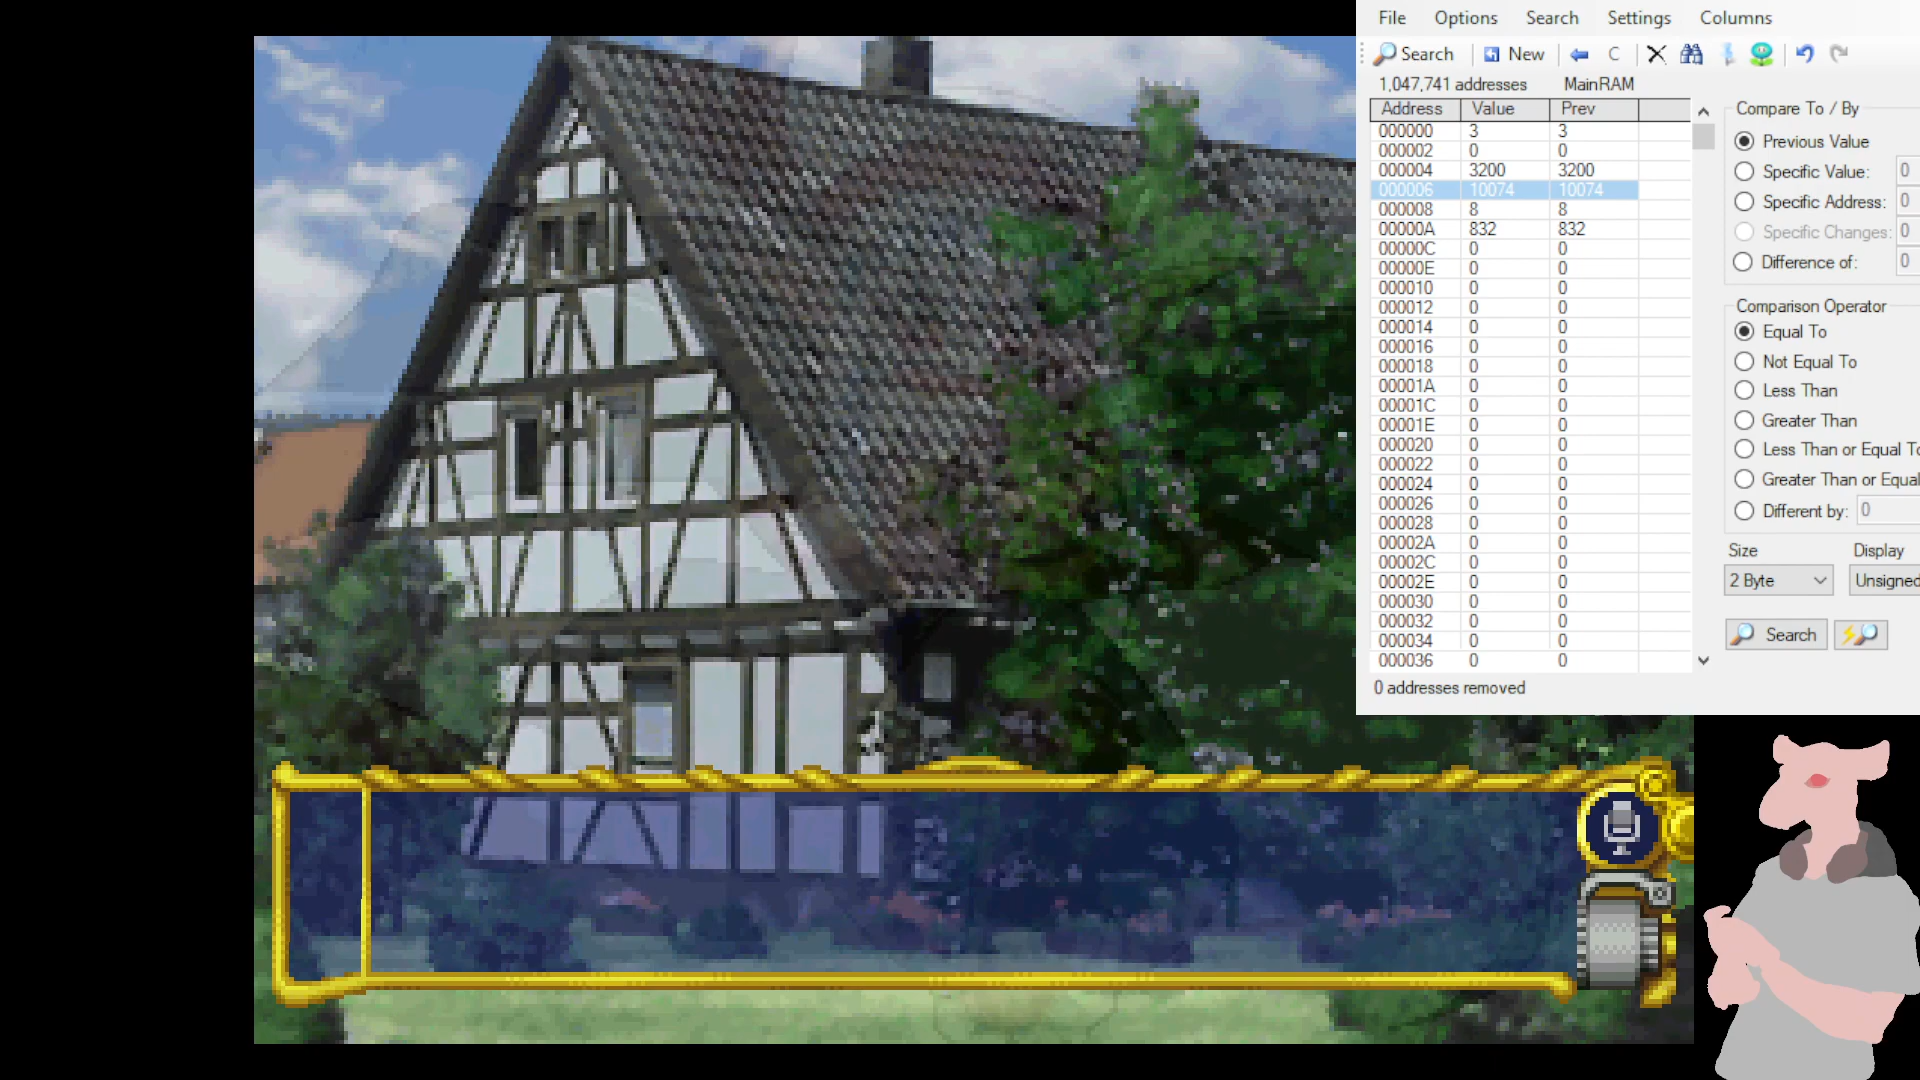 File Options Search Settings Columns
Search New C
1,047,741 addresses MainRAM
Address Value Prev
000000 3 3
000002 0 0
000004 3200 3200
000006 10074 10074
000008 8 8
00000A 832 832
00000C 0 0
00000E 0 0
000010 0 0
000012 0 0
000014 0 0
000016 0 0
000018 0 0
00001A 0 0
00001C 0 0
00001E 0 0
000020 0 0
000022 0 0
000024 0 0
000026 0 0
000028 0 0
00002A 0 0
00002C 0 0
00002E 0 0
000030 0 0
000032 0 0
000034 0 0
000036 0 0
0 addresses removed
Compare To / By
Previous Value
Specific Value: 0
Specific Address: 0
Specific Changes: 0
Difference of: 0
Comparison Operator
Equal To
Not Equal To
Less Than
Greater Than
Less Than or Equal To
Greater Than or Equal
Different by: 0
Size Display
2 Byte Unsigned
Search